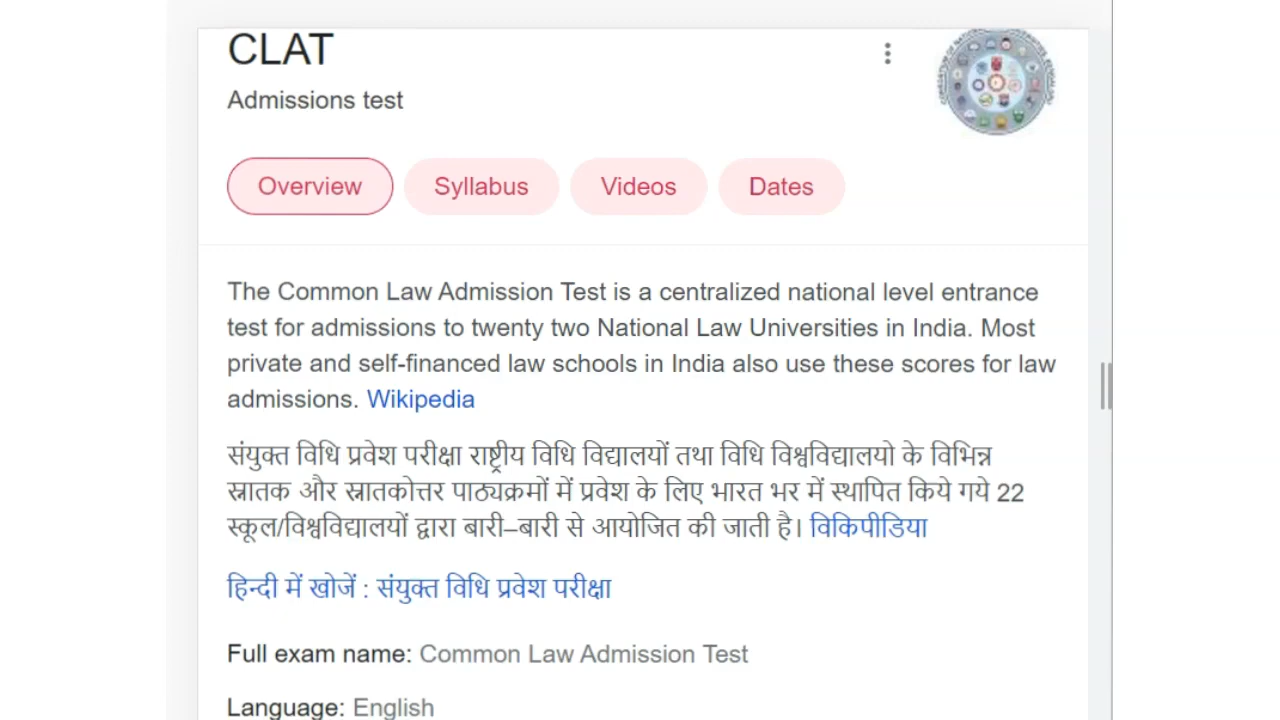 CLAT
Admissions test
Overview Syllabus Videos Dates
The Common Law Admission Test is a centralized national level entrance
test for admissions to twenty two National Law Universities in India. Most
private and self-financed law schools in India also use these scores for law
admissions. Wikipedia
संयुक्त विधि प्रवेश परीक्षा राष्ट्रीय विधि विद्यालयों तथा विधि विश्वविद्यालयो के विभिन्न
स्नातक और स्नातकोत्तर पाठ्यक्रमों में प्रवेश के लिए भारत भर में स्थापित किये गये 22
स्कूल/विश्वविद्यालयों द्वारा बारी–बारी से आयोजित की जाती है। विकिपीडिया
हिन्दी में खोजें : संयुक्त विधि प्रवेश परीक्षा
Full exam name: Common Law Admission Test
Language: English